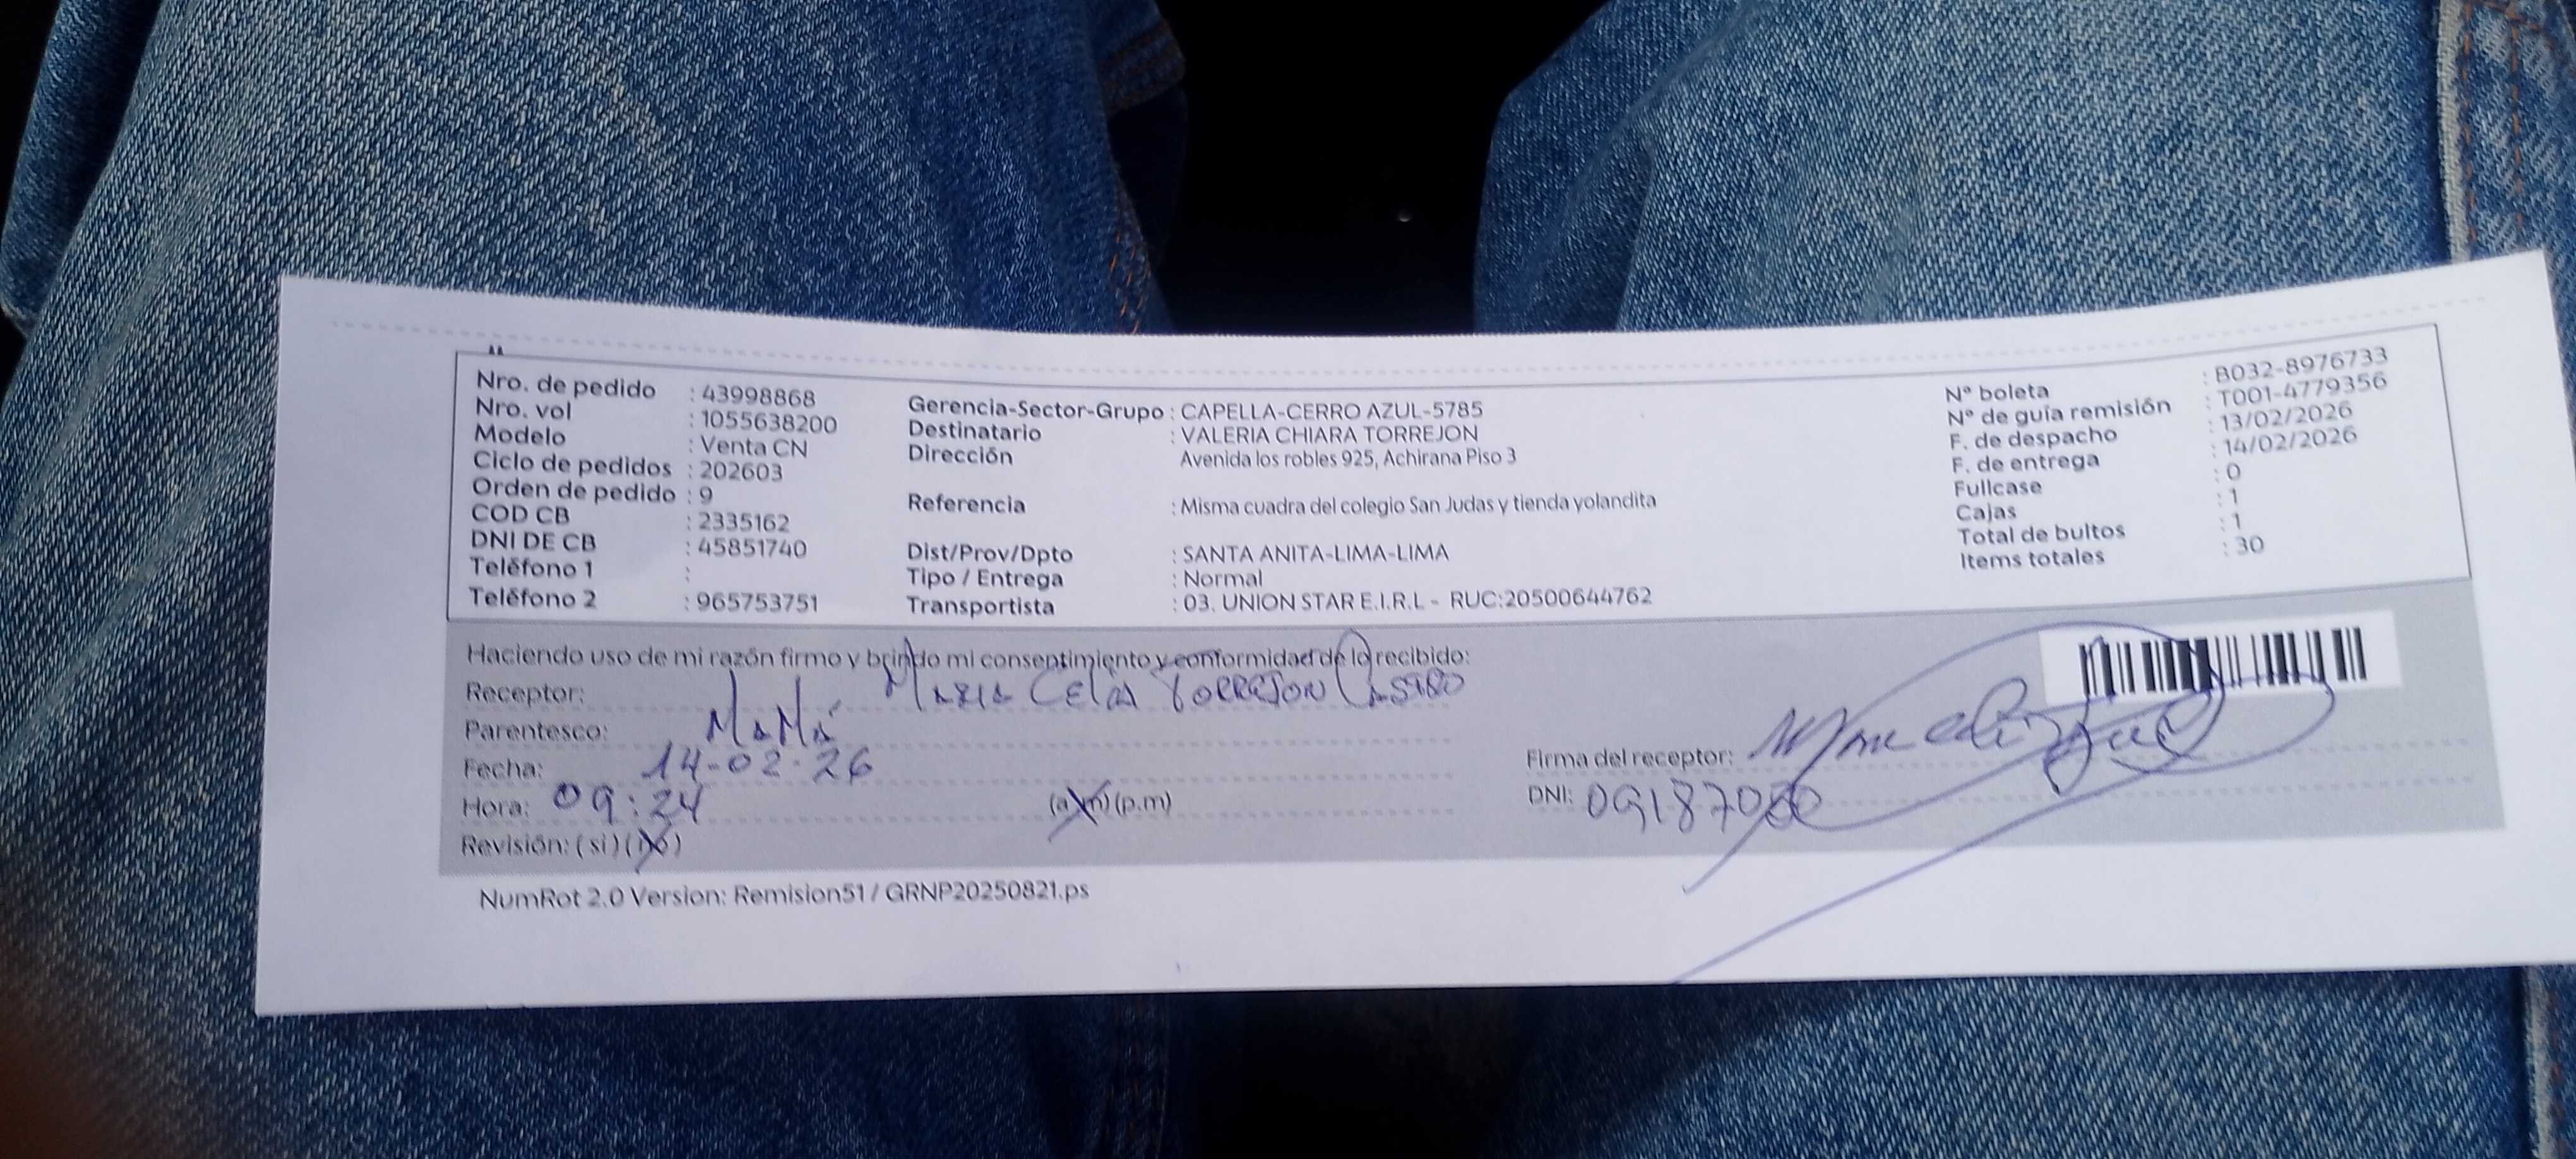 Nro. de pedido : 43998868
Nro. vol : 1055638200
Modelo : Venta CN
Ciclo de pedidos : 202603
Orden de pedido : 9
COD CB : 2335162
DNI DE CB : 45851740
Teléfono 1 :
Teléfono 2 : 965753751
Gerencia-Sector-Grupo : CAPELLA-CERRO AZUL-5785
Destinatario : VALERIA CHIARA TORREJON
Dirección Avenida los robles 925, Achirana Piso 3
Referencia : Misma cuadra del colegio San Judas y tienda yolandita
Dist/Prov/Dpto : SANTA ANITA-LIMA-LIMA
Tipo / Entrega : Normal
Transportista : 03. UNION STAR E.I.R.L - RUC:20500644762
N° boleta : B032-8976733
N° de guía remisión : T001-4779356
F. de despacho : 13/02/2026
F. de entrega : 14/02/2026
Fullcase : 0
Cajas : 1
Total de bultos : 1
Items totales : 30
Haciendo uso de mi razón firmo y brindo mi consentimiento y conformidad de lo recibido:
Receptor: MARIA CELIA TORREJON CASTRO
Parentesco: MAMÁ
Fecha: 14-02-26
Hora: 09:24 (a.m) (p.m)
Revisión: (si) (no)
Firma del receptor:
DNI:
NumRot 2.0 Version: Remision51 / GRNP20250821.ps